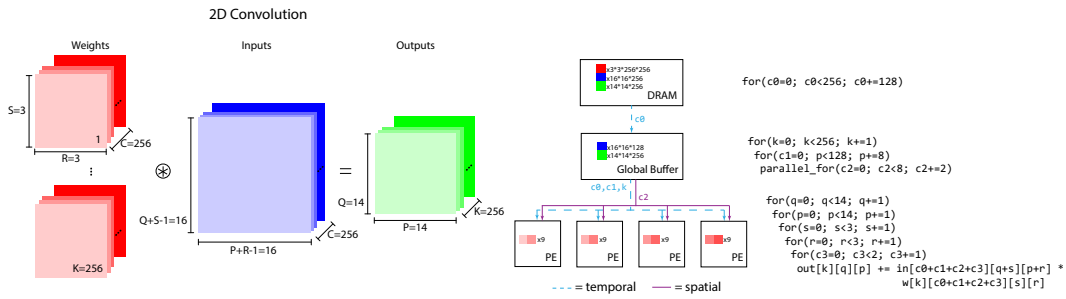 2D Convolution
Weights
Inputs
Outputs
S=3
1
R=3
C=256
K=256
Q+S-1=16
P+R-1=16
C=256
=
Q=14
P=14
K=256
x3*3*256*256
x16*16*256
x14*14*256
DRAM
c0
x16*16*128
x14*14*256
Global Buffer
c0,c1,k
c2
x9
PE
x9
PE
x9
PE
x9
PE
= temporal
= spatial
for(c0=0; c0<256; c0+=128)
for(k=0; k<256; k+=1)
for(c1=0; p<128; p+=8)
parallel_for(c2=0; c2<8; c2+=2)
for(q=0; q<14; q+=1)
for(p=0; p<14; p+=1)
for(s=0; s<3; s+=1)
for(r=0; r<3; r+=1)
for(c3=0; c3<2; c3+=1)
out[k][q][p] += in[c0+c1+c2+c3][q+s][p+r] *
w[k][c0+c1+c2+c3][s][r]